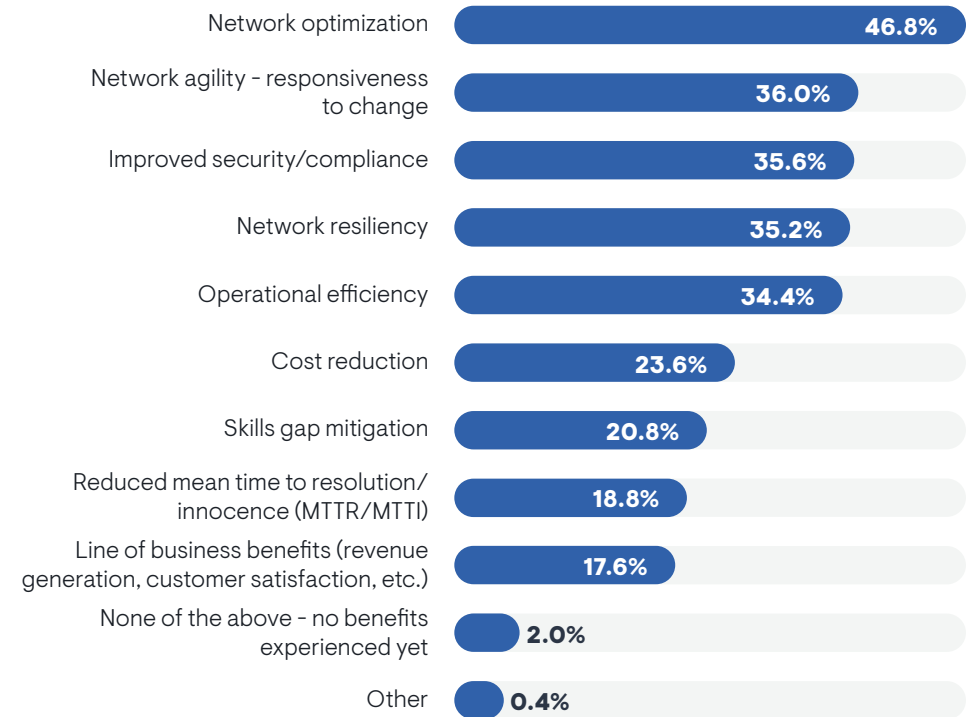 Network optimization
46.8%
Network agility - responsiveness
to change
36.0%
Improved security/compliance
35.6%
Network resiliency
35.2%
Operational efficiency
34.4%
Cost reduction
23.6%
Skills gap mitigation
20.8%
Reduced mean time to resolution/
innocence (MTTR/MTTI)
18.8%
Line of business benefits (revenue
generation, customer satisfaction, etc.)
17.6%
None of the above - no benefits
experienced yet
2.0%
Other
0.4%